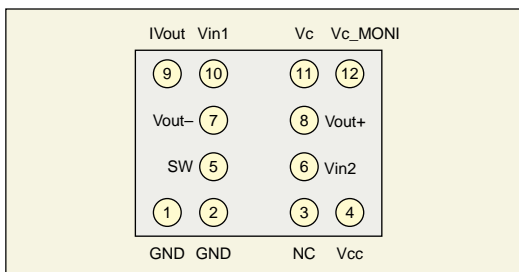 IVout Vin1 Vc Vc_MONI
9 10 11 12
Vout– 7 8 Vout+
SW 5 6 Vin2
1 2 3 4
GND GND NC Vcc